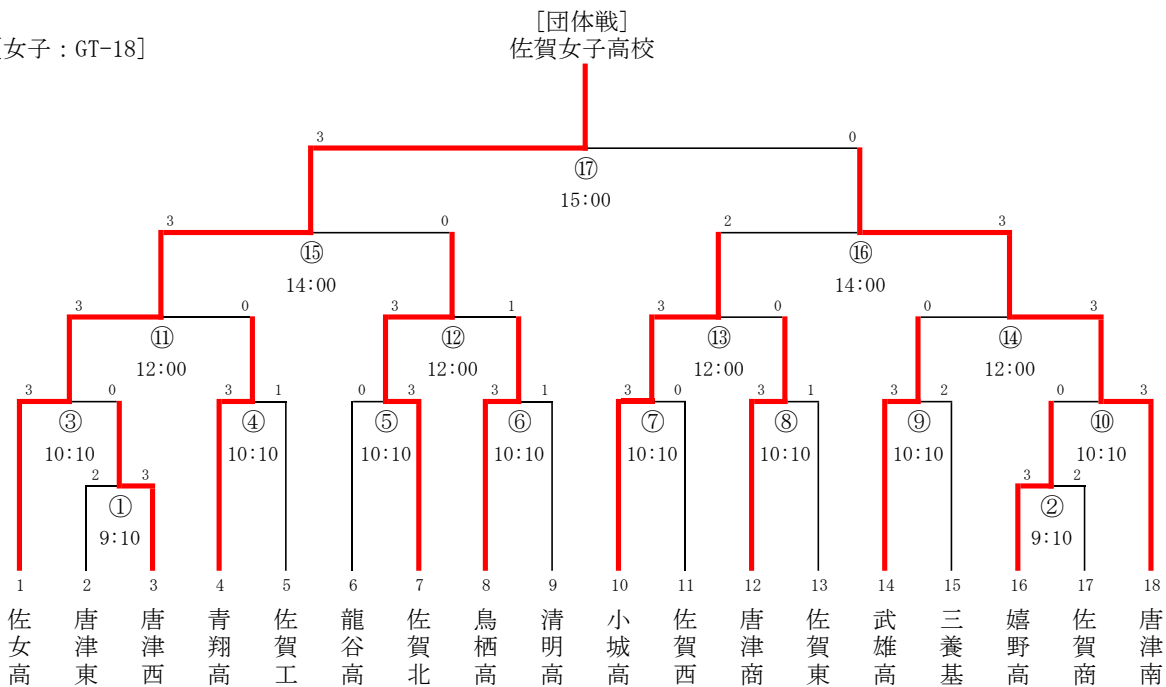 [団体戦]
女子：GT-18]
佐賀女子高校
3 0
⑰
15:00
3 0 2 3
⑮ ⑯
14:00 14:00
3 0 3 1 3 0 0 3
⑪ ⑫ ⑬ ⑭
12:00 12:00 12:00 12:00
3 0 3 1 0 3 3 1 3 0 3 1 3 2 0 3
③ ④ ⑤ ⑥ ⑦ ⑧ ⑨ ⑩
10:10 10:10 10:10 10:10 10:10 10:10 10:10 10:10
2 3 3 2
① ②
9:10 9:10
1 2 3 4 5 6 7 8 9 10 11 12 13 14 15 16 17 18
佐女高
唐津東
唐津西
青翔高
佐賀工
龍谷高
佐賀北
鳥栖高
清明高
小城高
佐賀西
唐津商
佐賀東
武雄高
三養基
嬉野高
佐賀商
唐津南